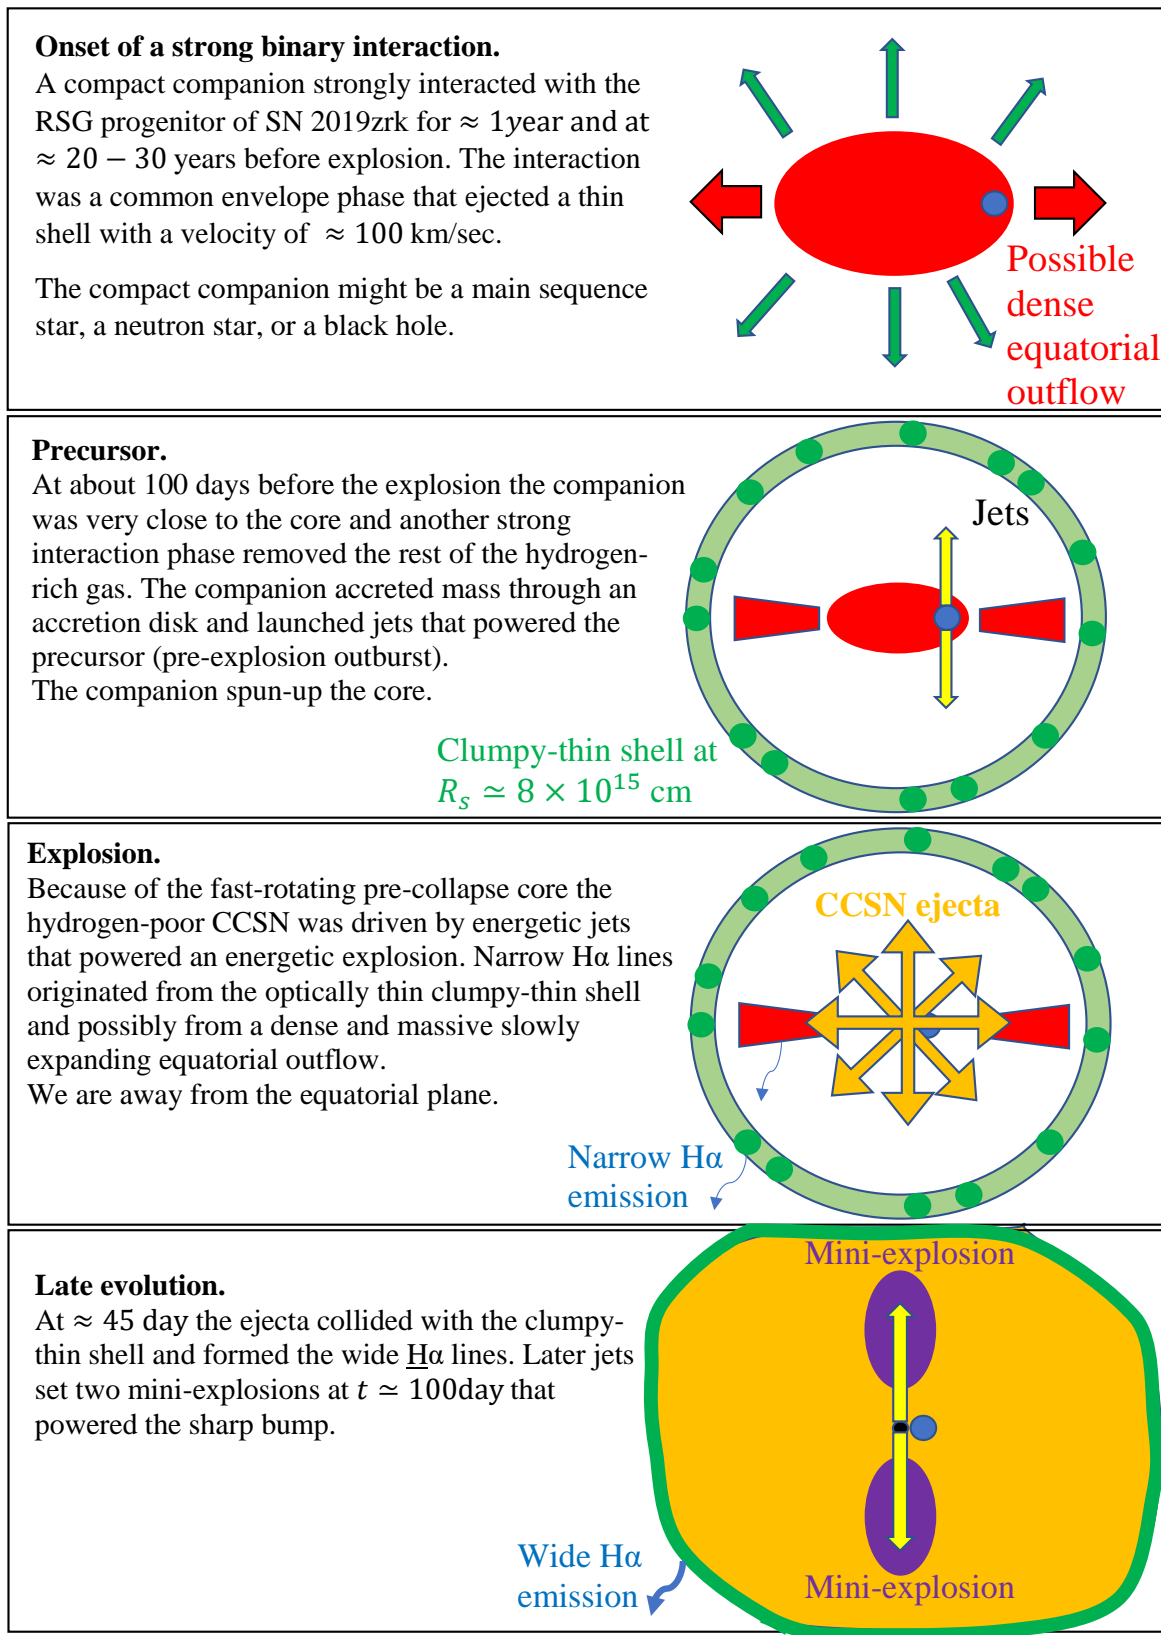 Onset of a strong binary interaction.
A compact companion strongly interacted with the
RSG progenitor of SN 2019zrk for ≈ 1year and at
≈ 20 − 30 years before explosion. The interaction
was a common envelope phase that ejected a thin
shell with a velocity of ≈ 100 km/sec.
The compact companion might be a main sequence
star, a neutron star, or a black hole.
Possible
dense
equatorial
outflow
Precursor.
At about 100 days before the explosion the companion
was very close to the core and another strong
interaction phase removed the rest of the hydrogen-
rich gas. The companion accreted mass through an
accretion disk and launched jets that powered the
precursor (pre-explosion outburst).
The companion spun-up the core.
Jets
Clumpy-thin shell at
R_s ≃ 8 × 10^15 cm
Explosion.
Because of the fast-rotating pre-collapse core the
hydrogen-poor CCSN was driven by energetic jets
that powered an energetic explosion. Narrow Hα lines
originated from the optically thin clumpy-thin shell
and possibly from a dense and massive slowly
expanding equatorial outflow.
We are away from the equatorial plane.
CCSN ejecta
Narrow Hα
emission
Late evolution.
At ≈ 45 day the ejecta collided with the clumpy-
thin shell and formed the wide Hα lines. Later jets
set two mini-explosions at t ≃ 100day that
powered the sharp bump.
Mini-explosion
Mini-explosion
Wide Hα
emission